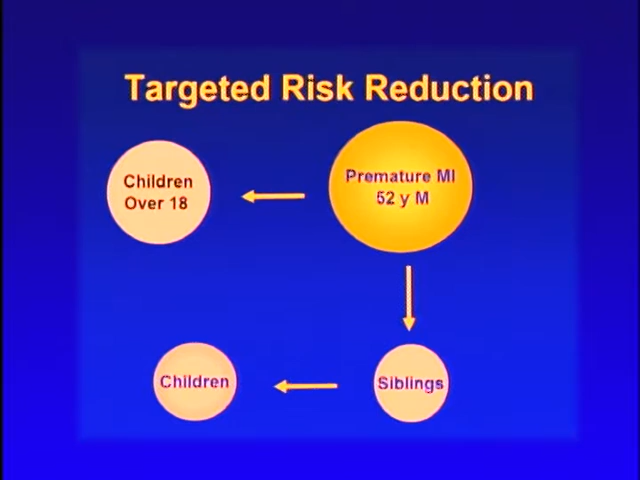 Targeted Risk Reduction
Children
Over 18
Premature MI
52 y M
Children
Siblings